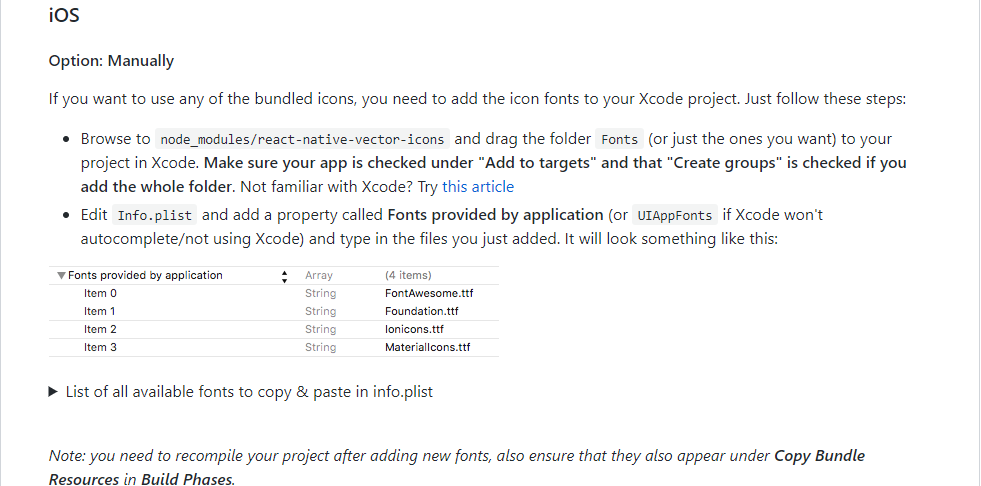 iOS
Option: Manually
If you want to use any of the bundled icons, you need to add the icon fonts to your Xcode project. Just follow these steps:
• Browse to node_modules/react-native-vector-icons and drag the folder Fonts (or just the ones you want) to your
project in Xcode. Make sure your app is checked under "Add to targets" and that "Create groups" is checked if you
add the whole folder. Not familiar with Xcode? Try this article
• Edit Info.plist and add a property called Fonts provided by application (or UIAppFonts if Xcode won't
autocomplete/not using Xcode) and type in the files you just added. It will look something like this:
Fonts provided by application Array (4 items)
Item 0 String FontAwesome.ttf
Item 1 String Foundation.ttf
Item 2 String Ionicons.ttf
Item 3 String MaterialIcons.ttf
List of all available fonts to copy & paste in info.plist
Note: you need to recompile your project after adding new fonts, also ensure that they also appear under Copy Bundle
Resources in Build Phases.